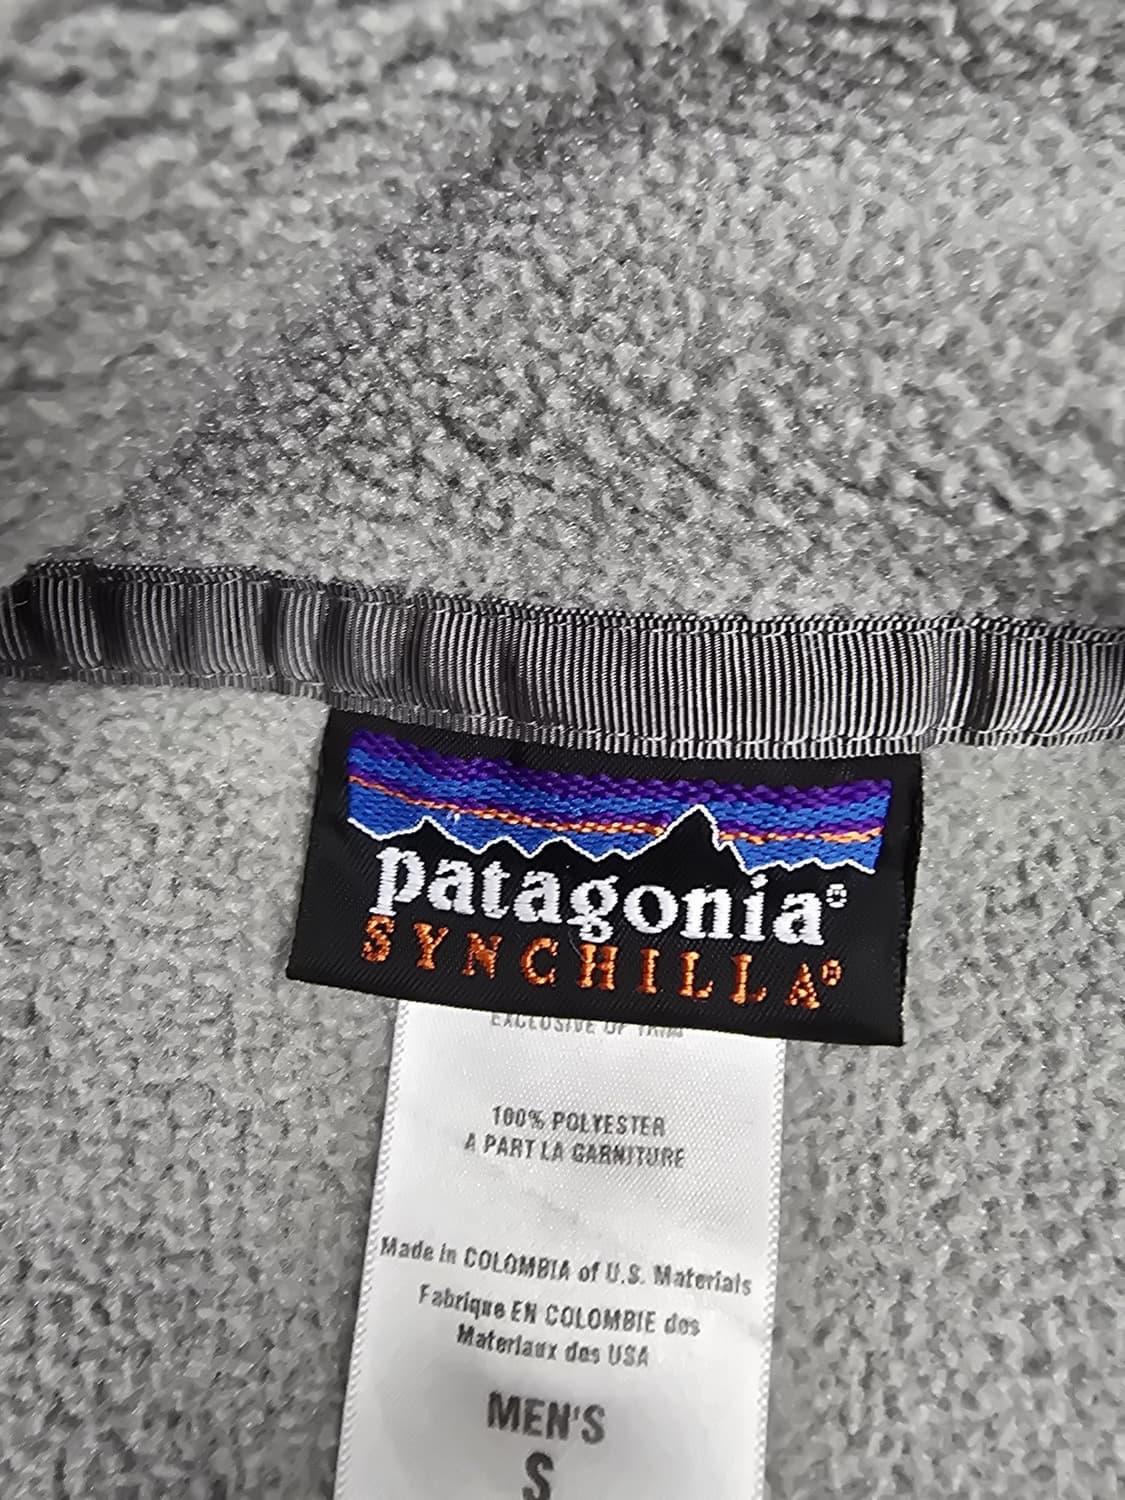 patagonia®
SYNCHILLA®
EXCLUSIVE OF TRIM
100% POLYESTER
A PART LA GARNITURE
Made in COLOMBIA of U.S. Materials
Fabrique EN COLOMBIE des
Materiaux des USA
MEN'S
S